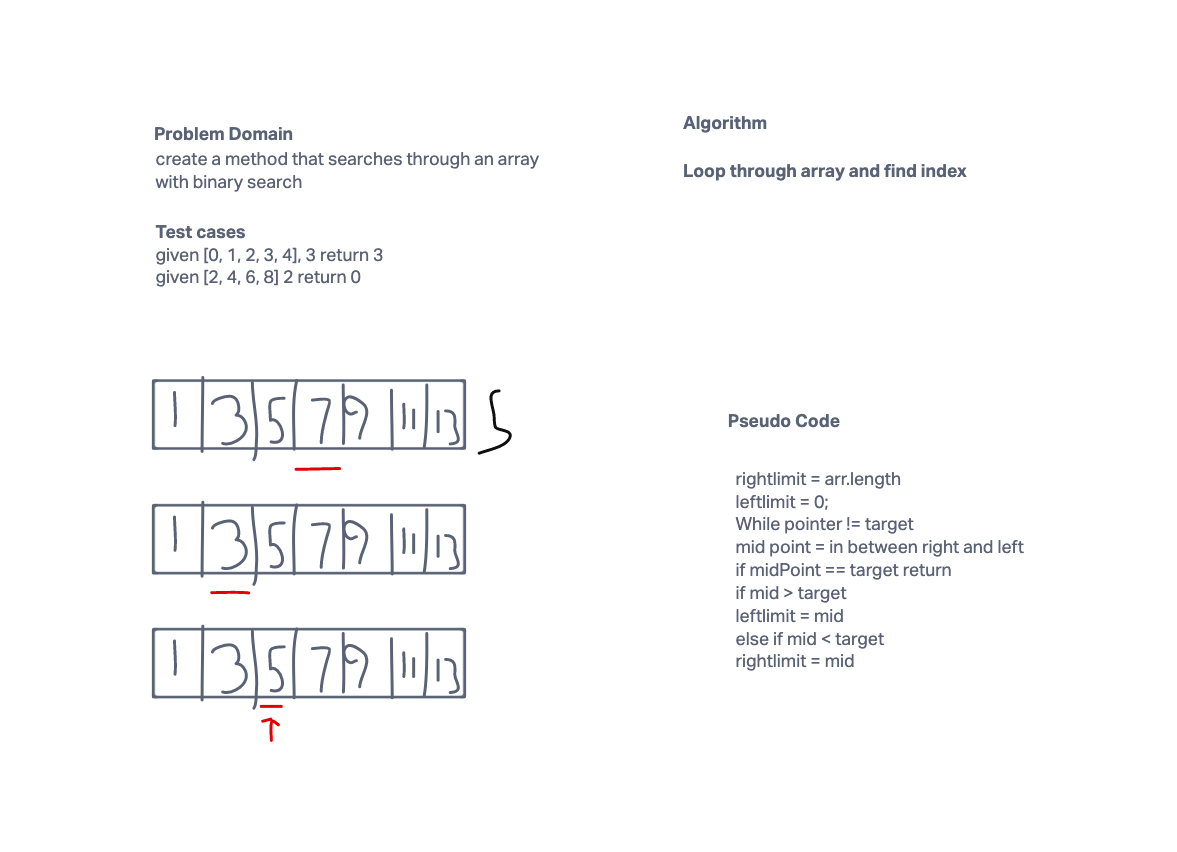 Problem Domain
create a method that searches through an array
with binary search
Test cases
given [0, 1, 2, 3, 4], 3 return 3
given [2, 4, 6, 8] 2 return 0
Algorithm
Loop through array and find index
1 3 5 7 9 11 13 5
1 3 5 7 9 11 13
1 3 5 7 9 11 13
Pseudo Code
rightlimit = arr.length
leftlimit = 0;
While pointer != target
mid point = in between right and left
if midPoint == target return
if mid > target
leftlimit = mid
else if mid < target
rightlimit = mid